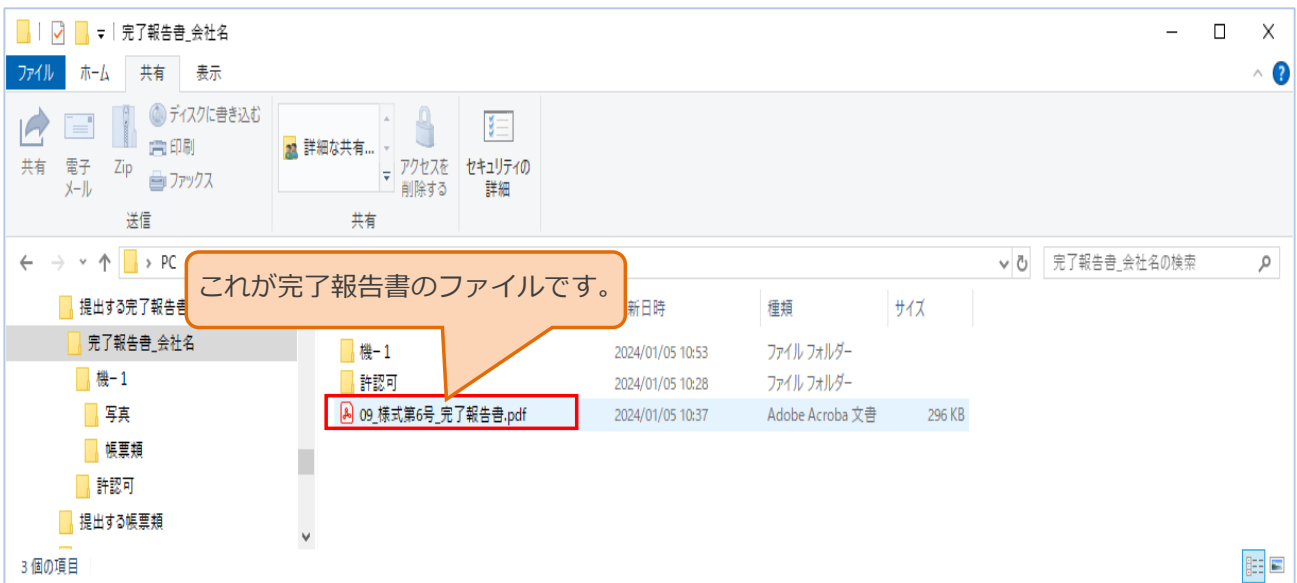 完了報告書_会社名
ファイル ホーム 共有 表示
共有
電子
メール
Zip
ディスクに書き込む
印刷
ファックス
送信
詳細な共有...
アクセスを
削除する
共有
セキュリティの
詳細
PC
完了報告書_会社名の検索
これが完了報告書のファイルです。
提出する完了報告書
完了報告書_会社名
機-1
写真
帳票類
許認可
提出する帳票類
新日時 種類 サイズ
機-1 2024/01/05 10:53 ファイル フォルダー
許認可 2024/01/05 10:28 ファイル フォルダー
09_様式第6号_完了報告書.pdf 2024/01/05 10:37 Adobe Acroba 文書 296 KB
3 個の項目